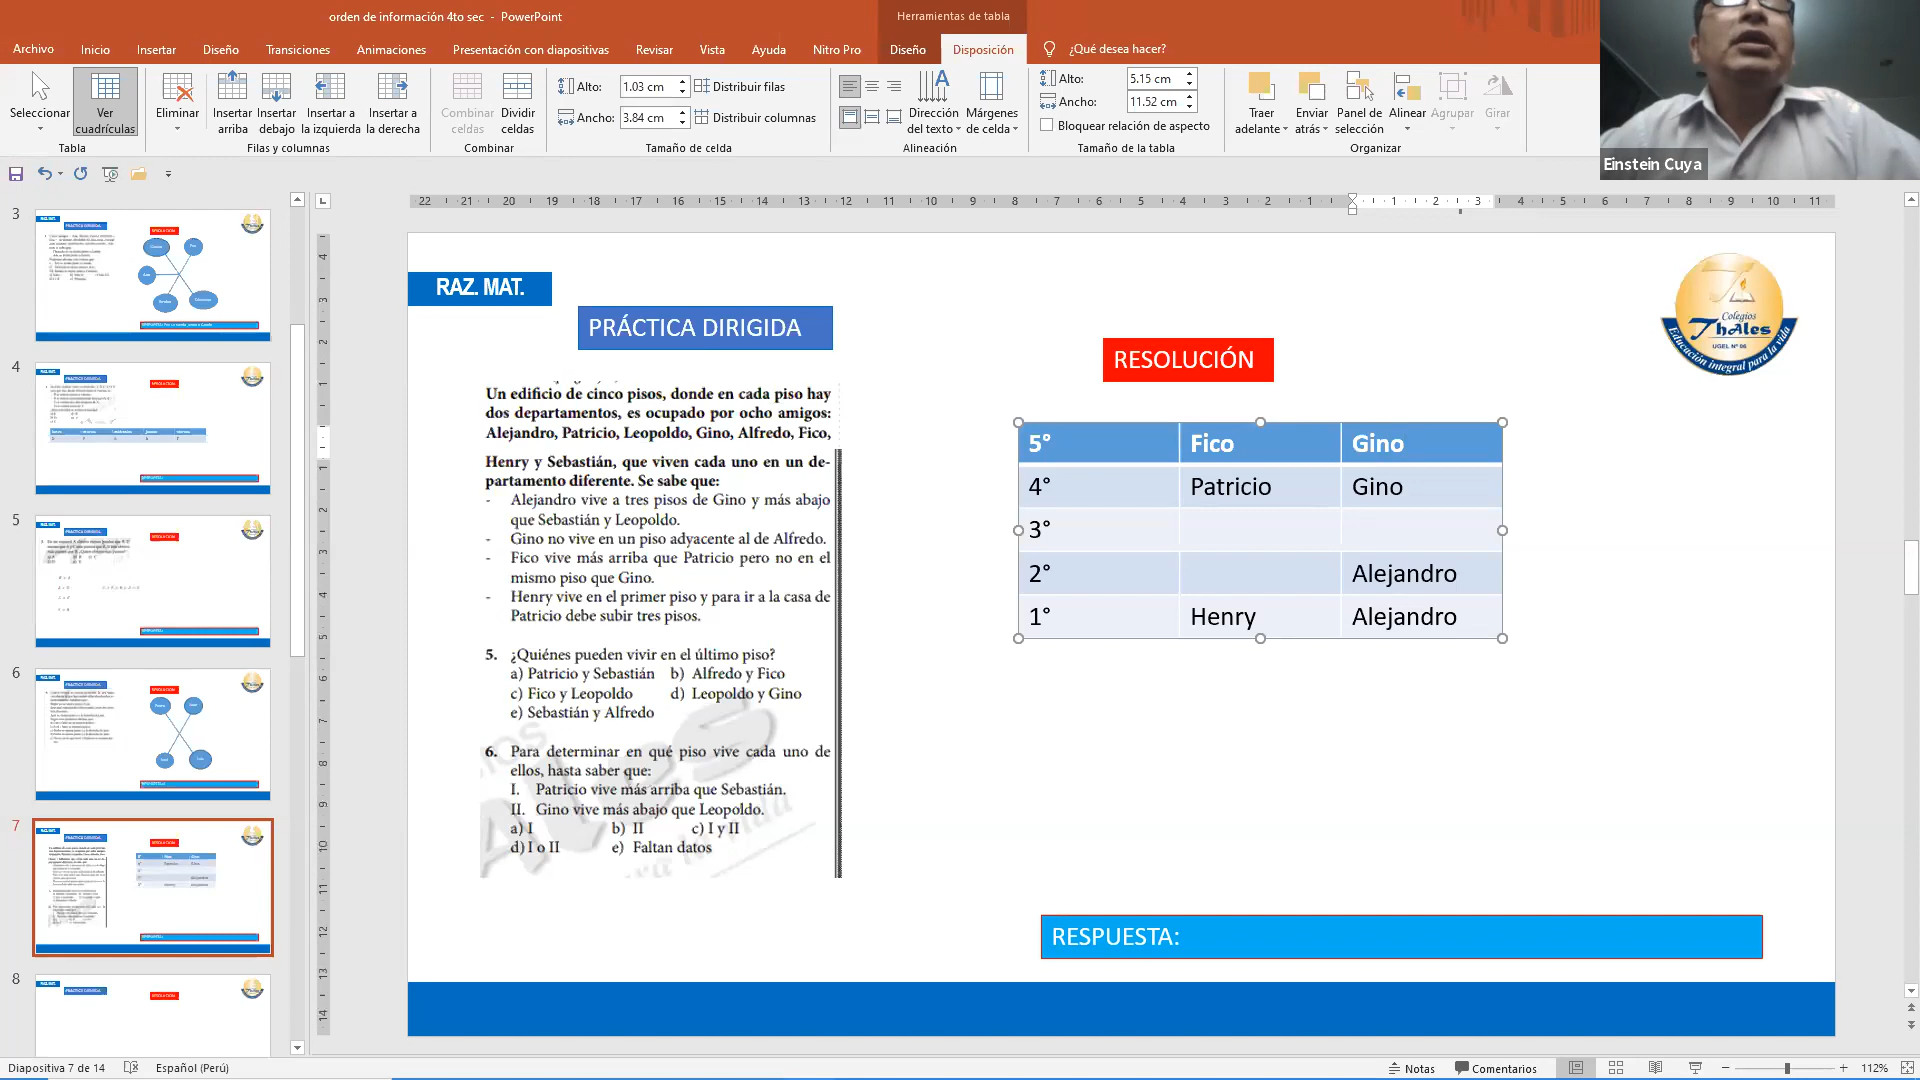 orden de información 4to sec - PowerPoint
Herramientas de tabla
Archivo Inicio Insertar Diseño Transiciones Animaciones Presentación con diapositivas Revisar Vista Ayuda Nitro Pro Diseño Disposición ¿Qué desea hacer?
Seleccionar
Ver cuadrículas
Tabla
Eliminar
Insertar arriba
Insertar debajo
Insertar a la izquierda
Insertar a la derecha
Filas y columnas
Combinar celdas
Dividir celdas
Combinar
Alto: 1.03 cm
Ancho: 3.84 cm
Distribuir filas
Distribuir columnas
Tamaño de celda
Dirección del texto
Márgenes de celda
Alineación
Alto: 5.15 cm
Ancho: 11.52 cm
Bloquear relación de aspecto
Tamaño de la tabla
Traer adelante
Enviar atrás
Panel de selección
Alinear
Agrupar
Girar
Organizar
Einstein Cuya
3
4
5
6
7
8
RAZ. MAT.
PRÁCTICA DIRIGIDA
RESOLUCIÓN
Colegios
Thales
UGEL Nº 06
Educación integral para la vida
Un edificio de cinco pisos, donde en cada piso hay
dos departamentos, es ocupado por ocho amigos:
Alejandro, Patricio, Leopoldo, Gino, Alfredo, Fico,
Henry y Sebastián, que viven cada uno en un de-
partamento diferente. Se sabe que:
- Alejandro vive a tres pisos de Gino y más abajo
que Sebastián y Leopoldo.
- Gino no vive en un piso adyacente al de Alfredo.
- Fico vive más arriba que Patricio pero no en el
mismo piso que Gino.
- Henry vive en el primer piso y para ir a la casa de
Patricio debe subir tres pisos.
5. ¿Quiénes pueden vivir en el último piso?
a) Patricio y Sebastián b) Alfredo y Fico
c) Fico y Leopoldo d) Leopoldo y Gino
e) Sebastián y Alfredo
6. Para determinar en qué piso vive cada uno de
ellos, hasta saber que:
I. Patricio vive más arriba que Sebastián.
II. Gino vive más abajo que Leopoldo.
a) I b) II c) I y II
d) I o II e) Faltan datos
5° Fico Gino
4° Patricio Gino
3°
2° Alejandro
1° Henry Alejandro
RESPUESTA:
Diapositiva 7 de 14 Español (Perú) Notas Comentarios 112%